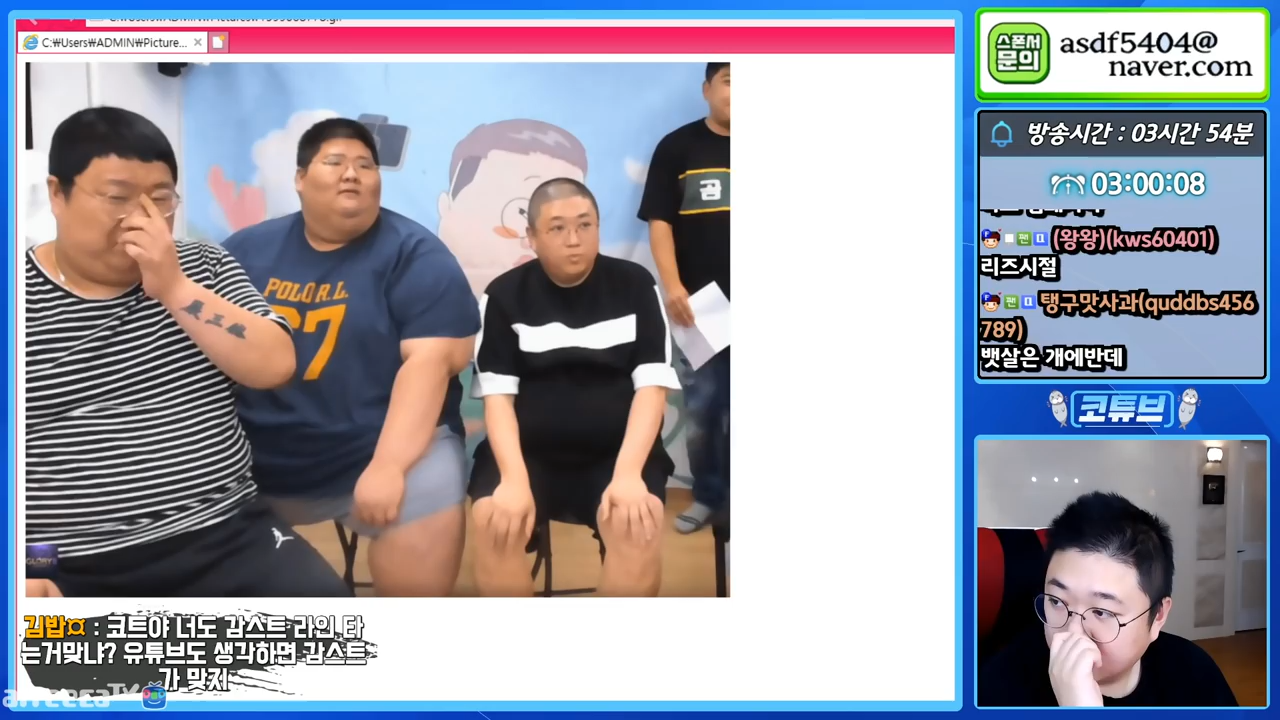 C:₩Users₩ADMIN₩Picture...
스폰서
문의
asdf5404@
naver.com
방송시간 : 03시간 54분
03:00:08
(왕왕)(kws60401)
리즈시절
탱구맛사과(quddbs456
789)
뱃살은 개에반데
코튜브
POLO R.L.
67
곰
김밥¤ : 코트야 너도 감스트 라인 타
는거맞냐? 유튜브도 생각하면 감스트
가 맞지
afreecaTV